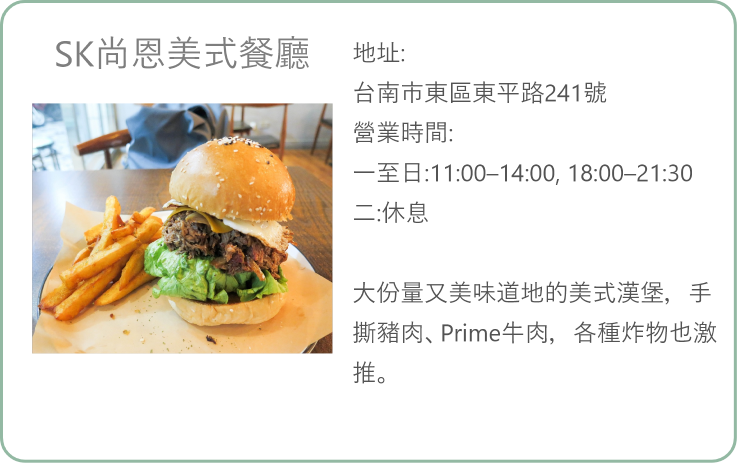 SK尚恩美式餐廳
地址:
台南市東區東平路241號
營業時間:
一至日:11:00–14:00, 18:00–21:30
二:休息
大份量又美味道地的美式漢堡，手
撕豬肉、Prime牛肉，各種炸物也激
推。